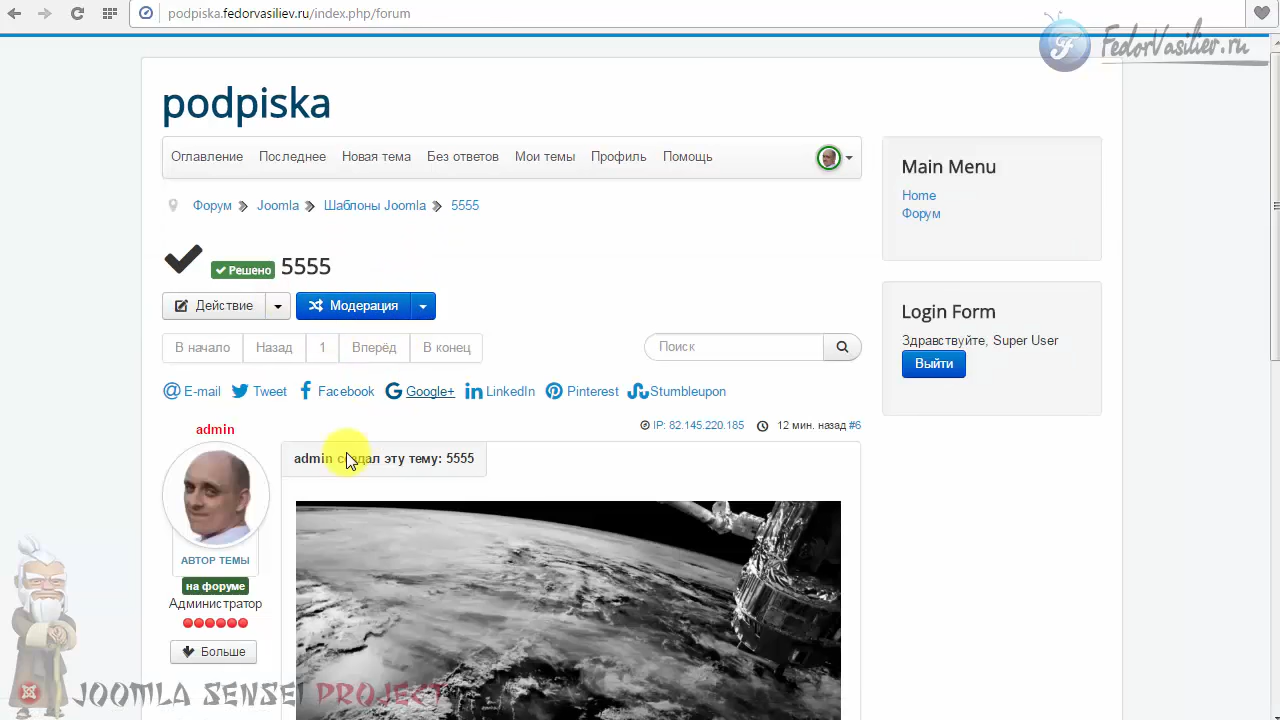 podpiska.fedorvasiliev.ru/index.php/forum
FedorVasiliev.ru
podpiska
Оглавление Последнее Новая тема Без ответов Мои темы Профиль Помощь
Форум Joomla Шаблоны Joomla 5555
Решено 5555
Действие Модерация
В начало Назад 1 Вперёд В конец Поиск
E-mail Tweet Facebook Google+ LinkedIn Pinterest Stumbleupon
admin IP: 82.145.220.185 12 мин. назад #6
admin создал эту тему: 5555
АВТОР ТЕМЫ
на форуме
Администратор
Больше
Main Menu
Home
Форум
Login Form
Здравствуйте, Super User
Выйти
JOOMLA SENSEI PROJECT